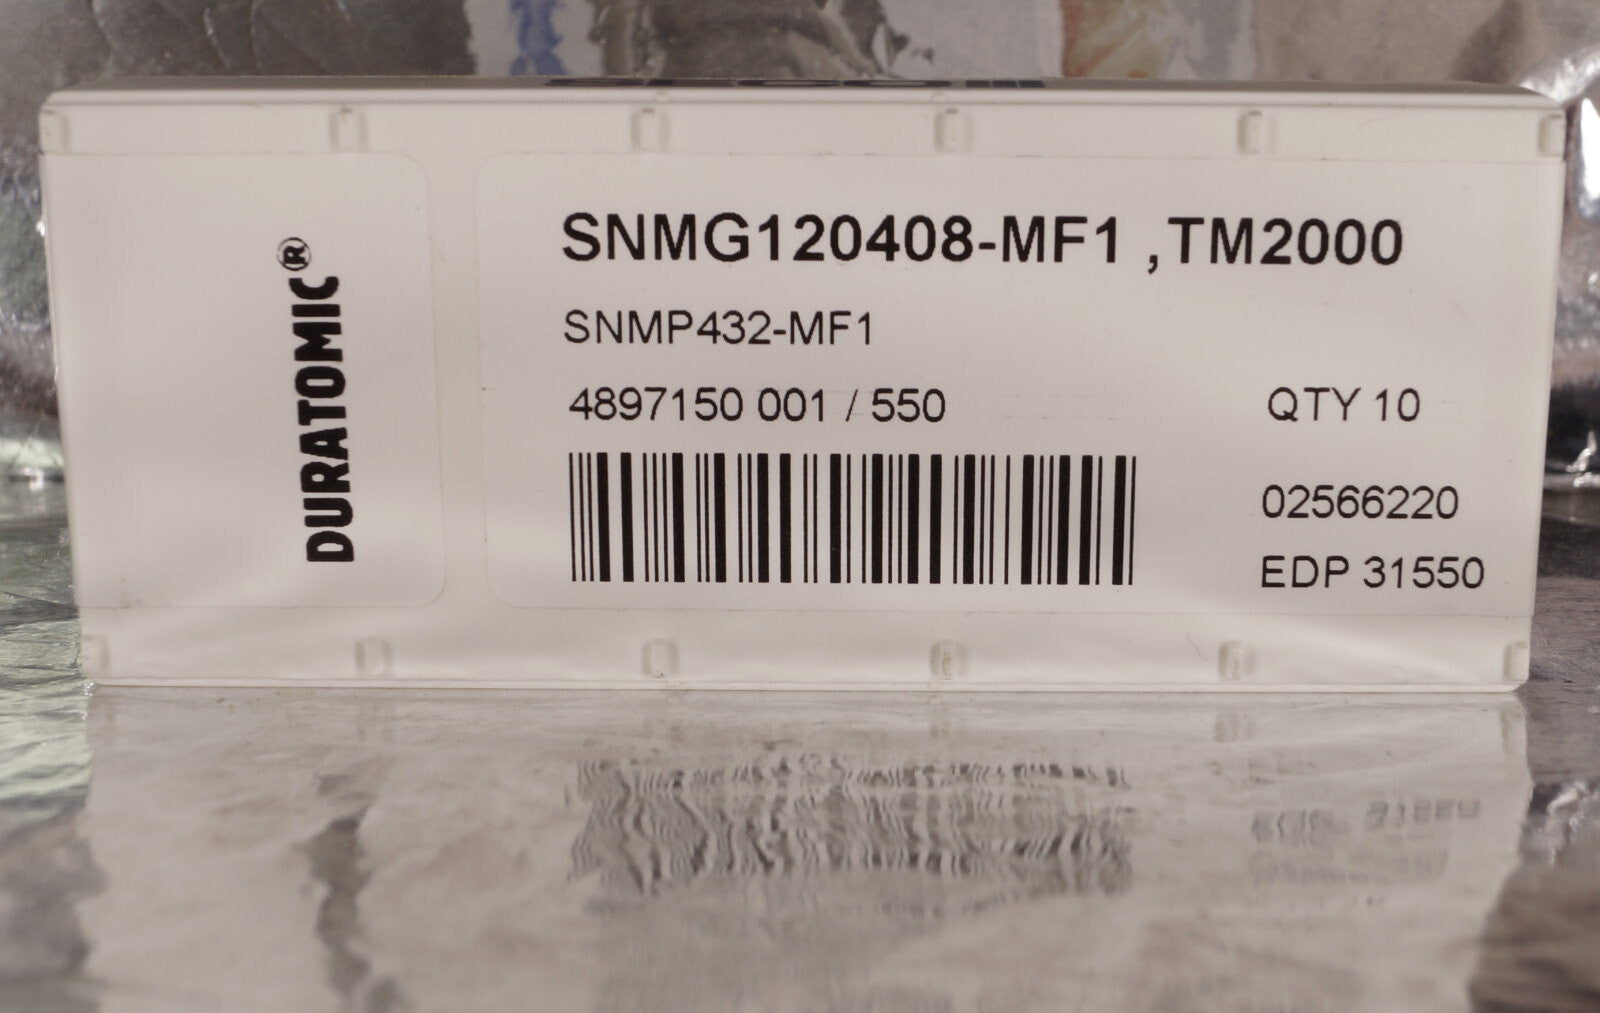 DURATOMIC®
SNMG120408-MF1 ,TM2000
SNMP432-MF1
4897150 001 / 550
QTY 10
02566220
EDP 31550